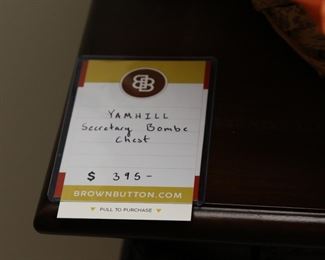 BB
YAMHILL
Secretary Bombe
Chest
$ 395-
BROWNBUTTON.COM
PULL TO PURCHASE